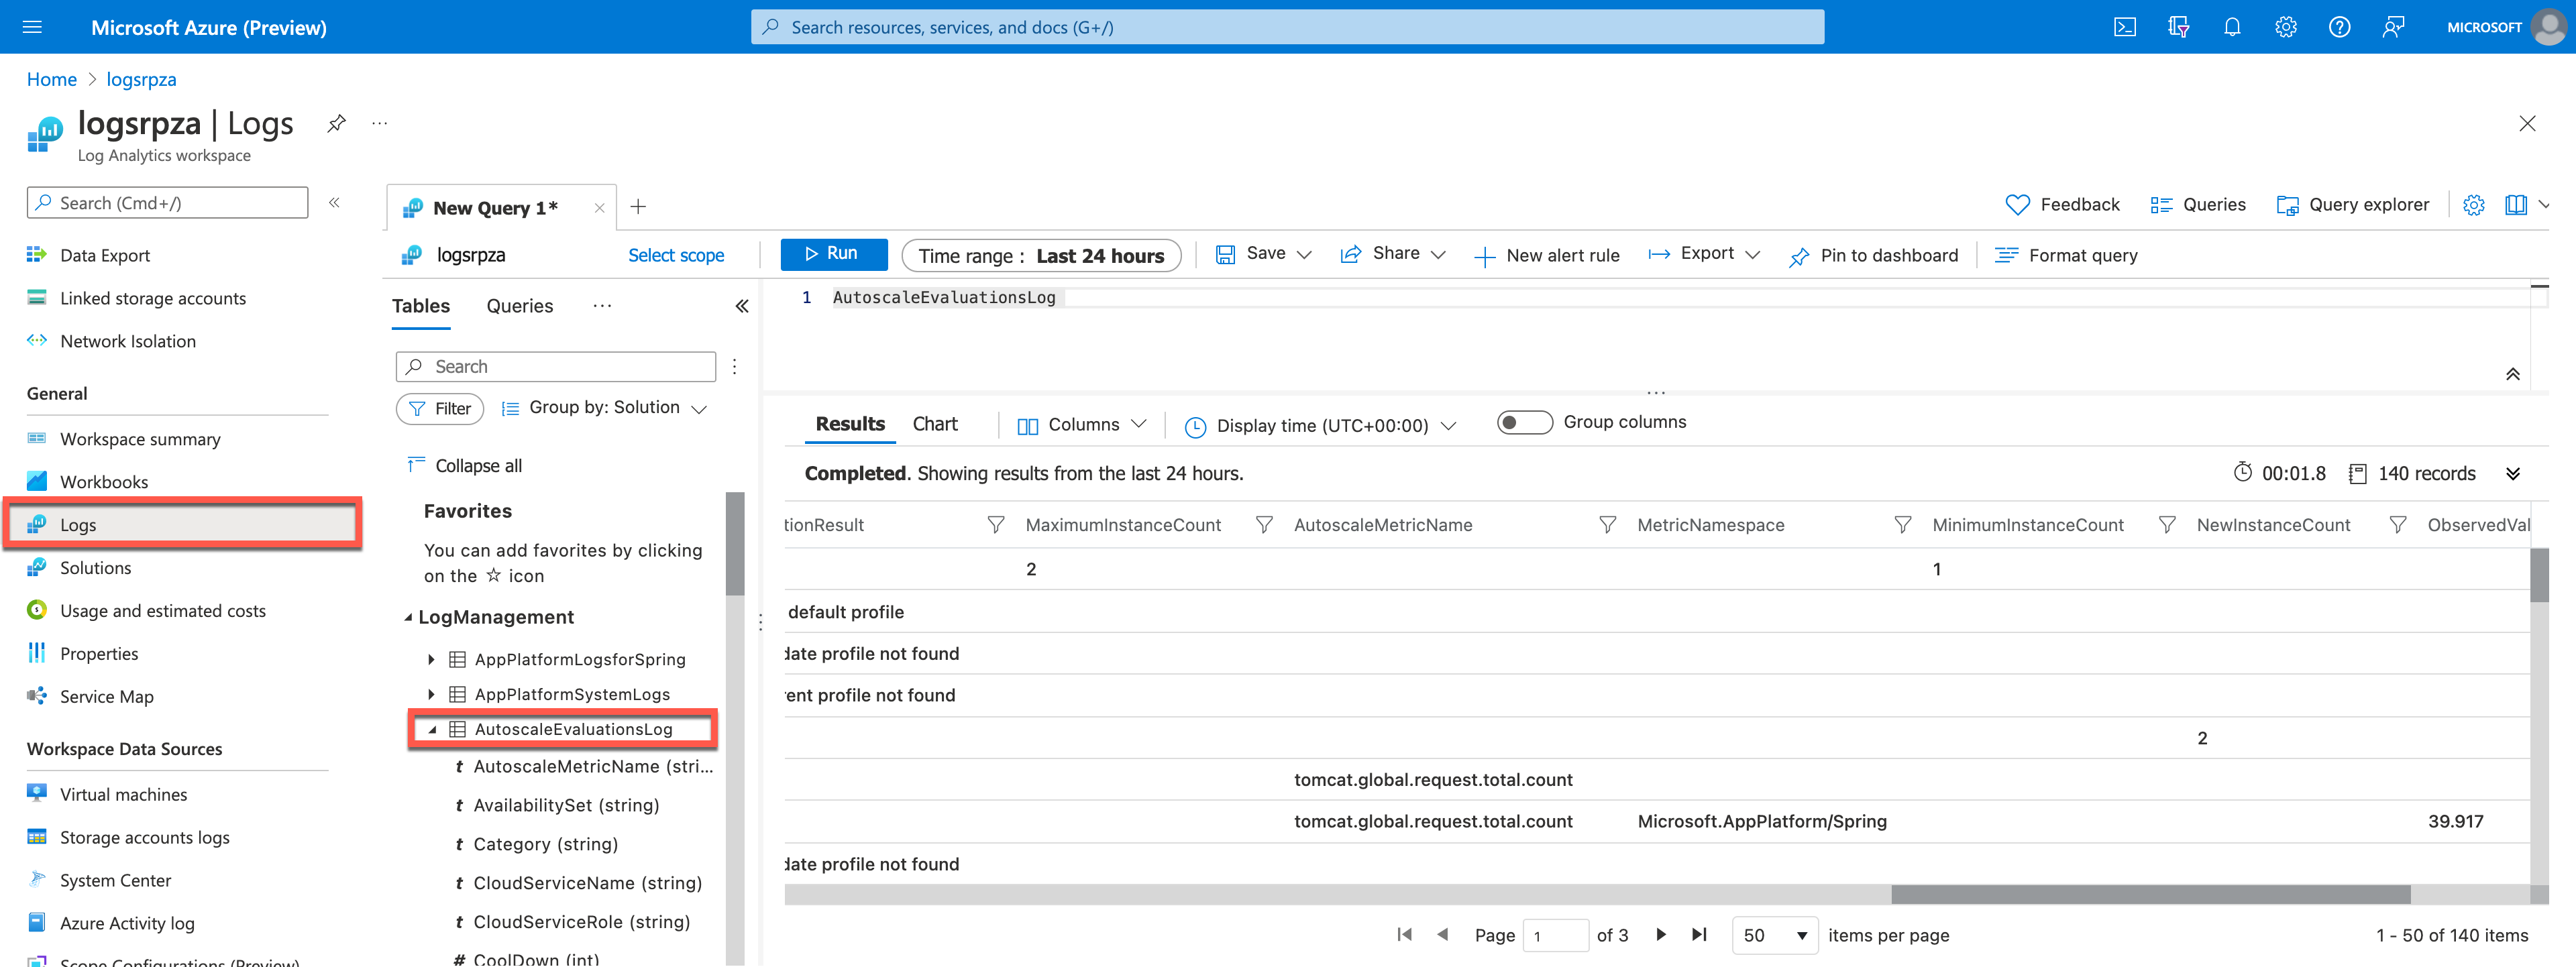 Microsoft Azure (Preview)
Search resources, services, and docs (G+/)
MICROSOFT
Home > logsrpza
logsrpza | Logs
Log Analytics workspace
Search (Cmd+/)
Data Export
Linked storage accounts
Network Isolation
General
Workspace summary
Workbooks
Logs
Solutions
Usage and estimated costs
Properties
Service Map
Workspace Data Sources
Virtual machines
Storage accounts logs
System Center
Azure Activity log
Scope Configurations (Preview)
New Query 1*
Feedback
Queries
Query explorer
logsrpza
Select scope
Run
Time range : Last 24 hours
Save
Share
New alert rule
Export
Pin to dashboard
Format query
Tables
Queries
Search
Filter
Group by: Solution
Collapse all
Favorites
You can add favorites by clicking
on the ☆ icon
LogManagement
AppPlatformLogsforSpring
AppPlatformSystemLogs
AutoscaleEvaluationsLog
t AutoscaleMetricName (stri...
t AvailabilitySet (string)
t Category (string)
t CloudServiceName (string)
t CloudServiceRole (string)
# CoolDown (int)
1 AutoscaleEvaluationsLog
Results
Chart
Columns
Display time (UTC+00:00)
Group columns
Completed. Showing results from the last 24 hours.
00:01.8
140 records
tionResult MaximumInstanceCount AutoscaleMetricName MetricNamespace MinimumInstanceCount NewInstanceCount ObservedVal
2 1
default profile
date profile not found
rent profile not found
2
tomcat.global.request.total.count
tomcat.global.request.total.count Microsoft.AppPlatform/Spring 39.917
date profile not found
Page 1 of 3
50 items per page
1 - 50 of 140 items